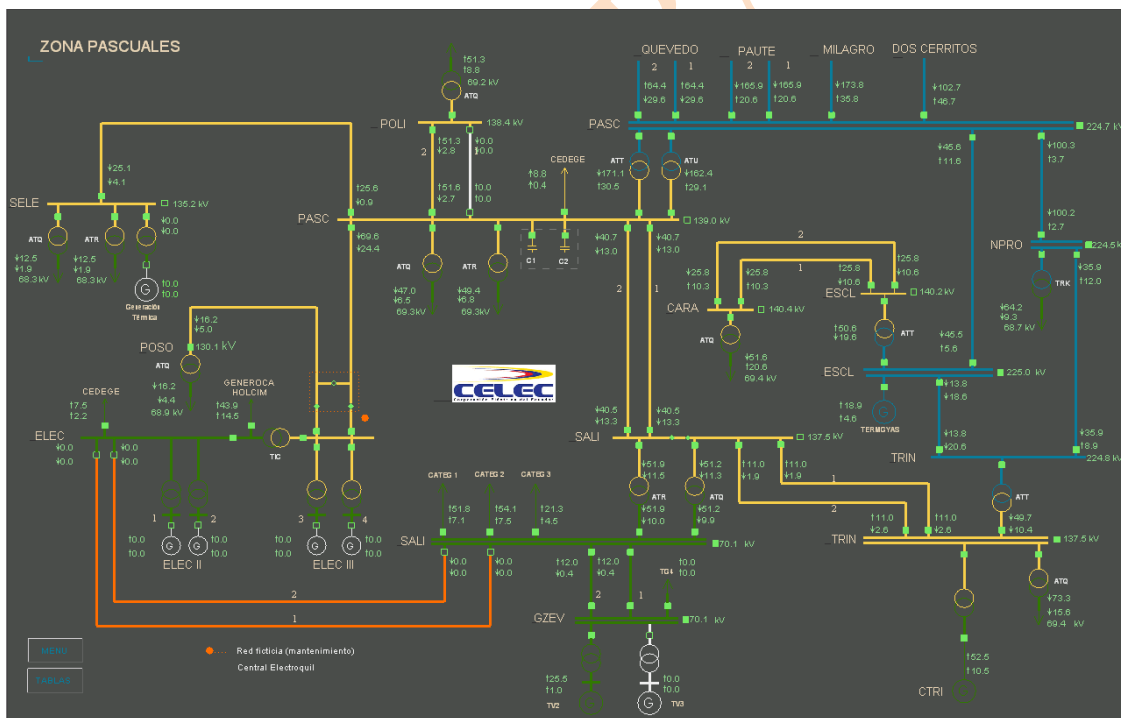 ZONA PASCUALES
QUEVEDO
PAUTE
MILAGRO
DOS CERRITOS
2
1
2
1
↑51.3
↑8.8
69.2 kV
ATQ
↑64.4
↓29.6
↑64.4
↓29.6
↓165.9
↑20.6
↓165.9
↑20.6
↓173.8
↑35.8
↓102.7
↑46.7
POLI
138.4 kV
PASC
224.7 kV
2
↑51.3
↓2.8
↓0.0
↓0.0
CEDEGE
ATT
↓171.1
↑30.5
ATU
↓162.4
↑29.1
↓45.6
↑11.6
↓100.3
↑3.7
↓25.1
↓4.1
↑25.6
↓0.9
↑51.6
↓2.7
↑0.0
↑0.0
↑8.8
↑0.4
SELE
135.2 kV
PASC
139.0 kV
↓100.2
↑2.7
↓0.0
↓0.0
↓69.6
↓24.4
↓40.7
↓13.0
↓40.7
↓13.0
2
NPRO
224.5 kV
ATQ
ATR
ATQ
ATR
C1
C2
↓25.8
↑10.3
↓25.8
↑10.3
1
↑25.8
↓10.6
↑25.8
↓10.6
↓35.9
↑12.0
TRK
↓12.5
↓1.9
68.3 kV
↓12.5
↓1.9
68.3 kV
G
↑0.0
↑0.0
Generación
Térmica
↓47.0
↓6.5
69.3 kV
↓49.4
↓6.8
69.3 kV
2
1
ESCL
140.2 kV
CARA
140.4 kV
↓64.2
↓9.3
68.7 kV
↓16.2
↓5.0
POSO
130.1 kV
ATQ
ATQ
↑50.6
↓19.6
ATT
↓45.5
↑5.6
↓51.6
↓20.6
69.4 kV
ESCL
225.0 kV
↓16.2
↓4.4
68.9 kV
CELEC
CEDEGE
GENEROCA
HOLCIM
↑7.5
↑2.2
↑43.9
↑14.5
↓40.5
↓13.3
↓40.5
↓13.3
G
↑18.9
↑4.6
TERMGYAS
↓13.8
↑18.6
↓13.8
↑20.6
↓35.9
↑8.9
ELEC
↓0.0
↓0.0
↓0.0
↓0.0
TIC
SALI
137.5 kV
TRIN
224.8 kV
CATEG 1
CATEG 2
CATEG 3
↓51.9
↓11.5
↓51.2
↓11.3
↑11.0
↓1.9
↑11.0
↓1.9
ATR
ATQ
1
2
ATT
↑51.8
↑7.1
↑54.1
↑7.5
↑21.3
↑4.5
↓51.9
↓10.0
↓51.2
↓9.9
↑11.0
↓2.6
↑11.0
↓2.6
↓49.7
↓10.4
1
2
3
4
SALI
70.1 kV
TRIN
137.5 kV
↑0.0
↑0.0
G
G
↑0.0
↑0.0
↑0.0
↑0.0
G
G
↑0.0
↑0.0
ELEC II
ELEC III
↓0.0
↓0.0
↓0.0
↓0.0
↑12.0
↓0.4
↑12.0
↓0.4
TG4
↑0.0
↑0.0
ATQ
↓73.3
↓15.6
69.4 kV
2
1
2
1
GZEV
70.1 kV
MENU
TABLAS
Red ficticia (mantenimiento)
Central Electroquil
↑25.5
↑1.0
TV2
G
↑0.0
↑0.0
G
TV3
↑52.5
↑10.5
CTRI
G